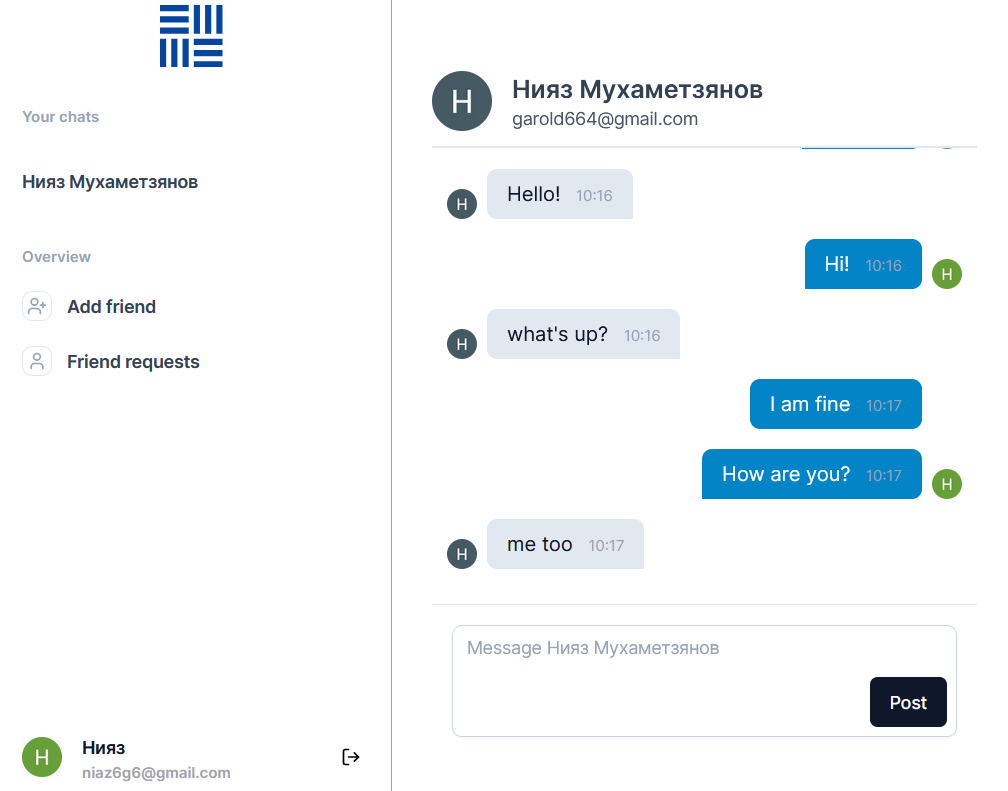 Your chats
Нияз Мухаметзянов
Overview
Add friend
Friend requests
Н
Нияз
niaz6g6@gmail.com
Н
Нияз Мухаметзянов
garold664@gmail.com
Н
Hello! 10:16
Hi! 10:16
Н
Н
what's up? 10:16
I am fine 10:17
How are you? 10:17
Н
Н
me too 10:17
Message Нияз Мухаметзянов
Post